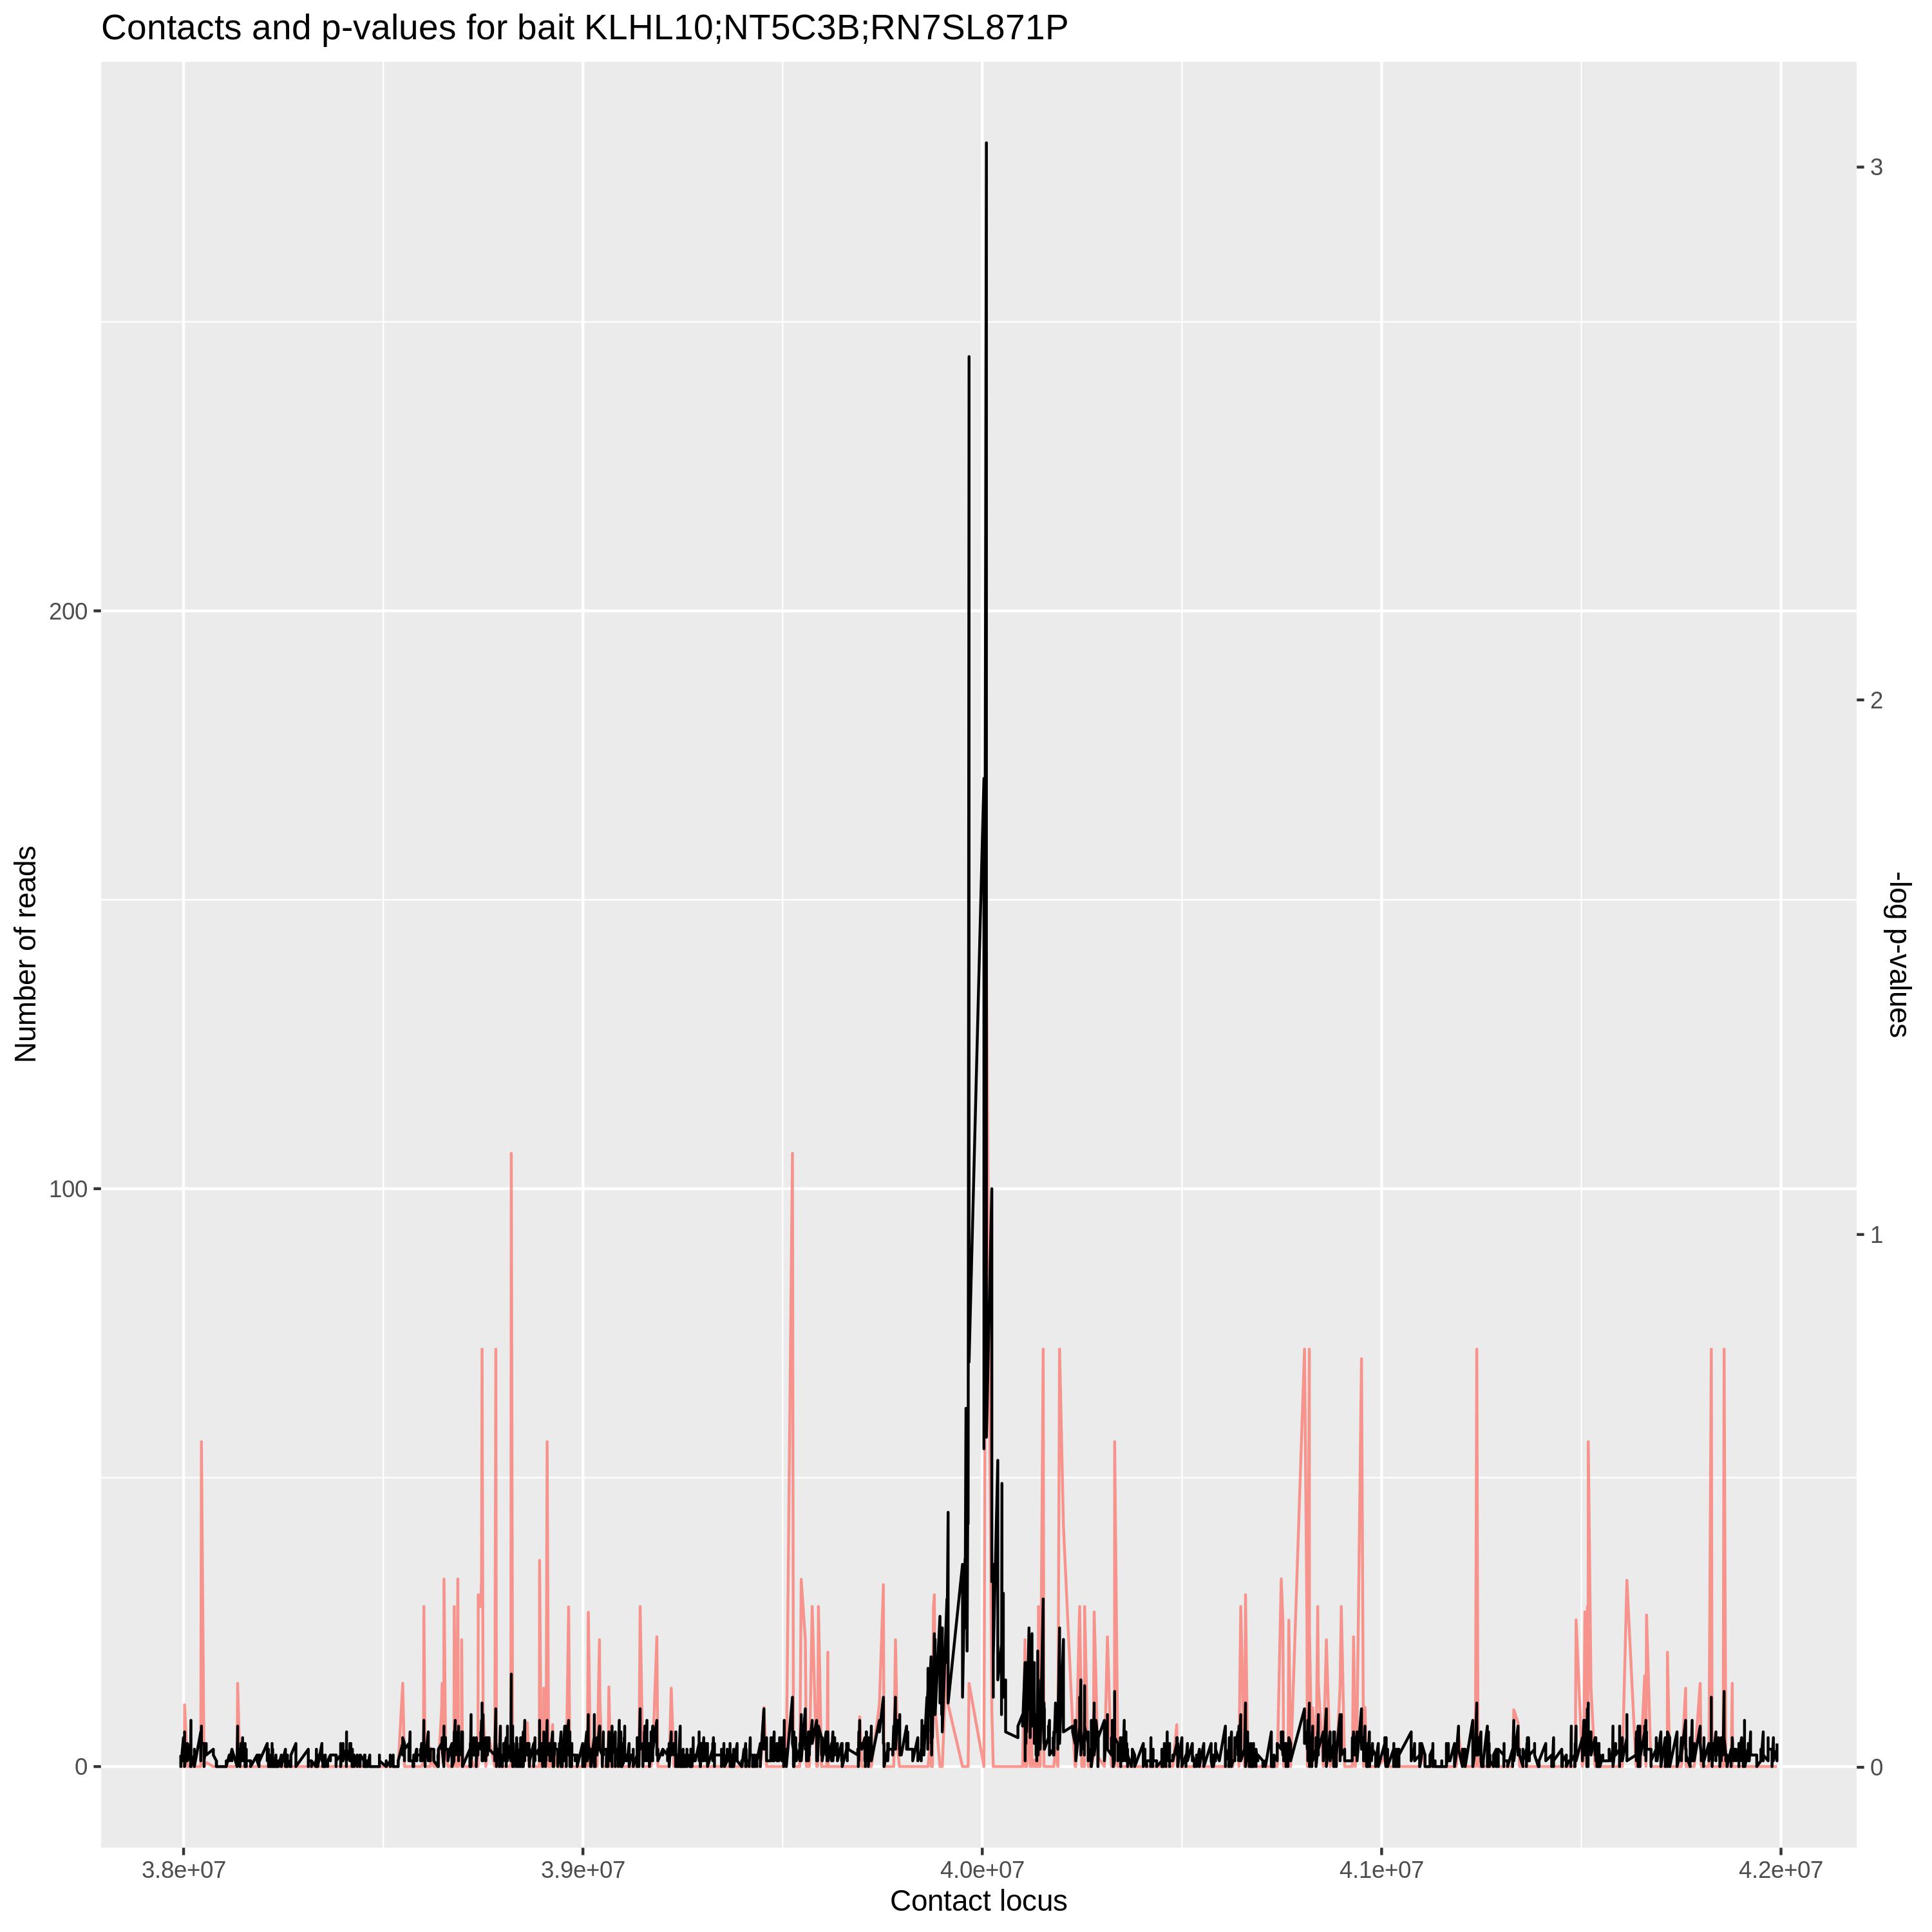 Contacts and p-values for bait KLHL10;NT5C3B;RN7SL871P
3
200
2
Number of reads
-log p-values
100
1
0
0
3.8e+07
3.9e+07
4.0e+07
4.1e+07
4.2e+07
Contact locus